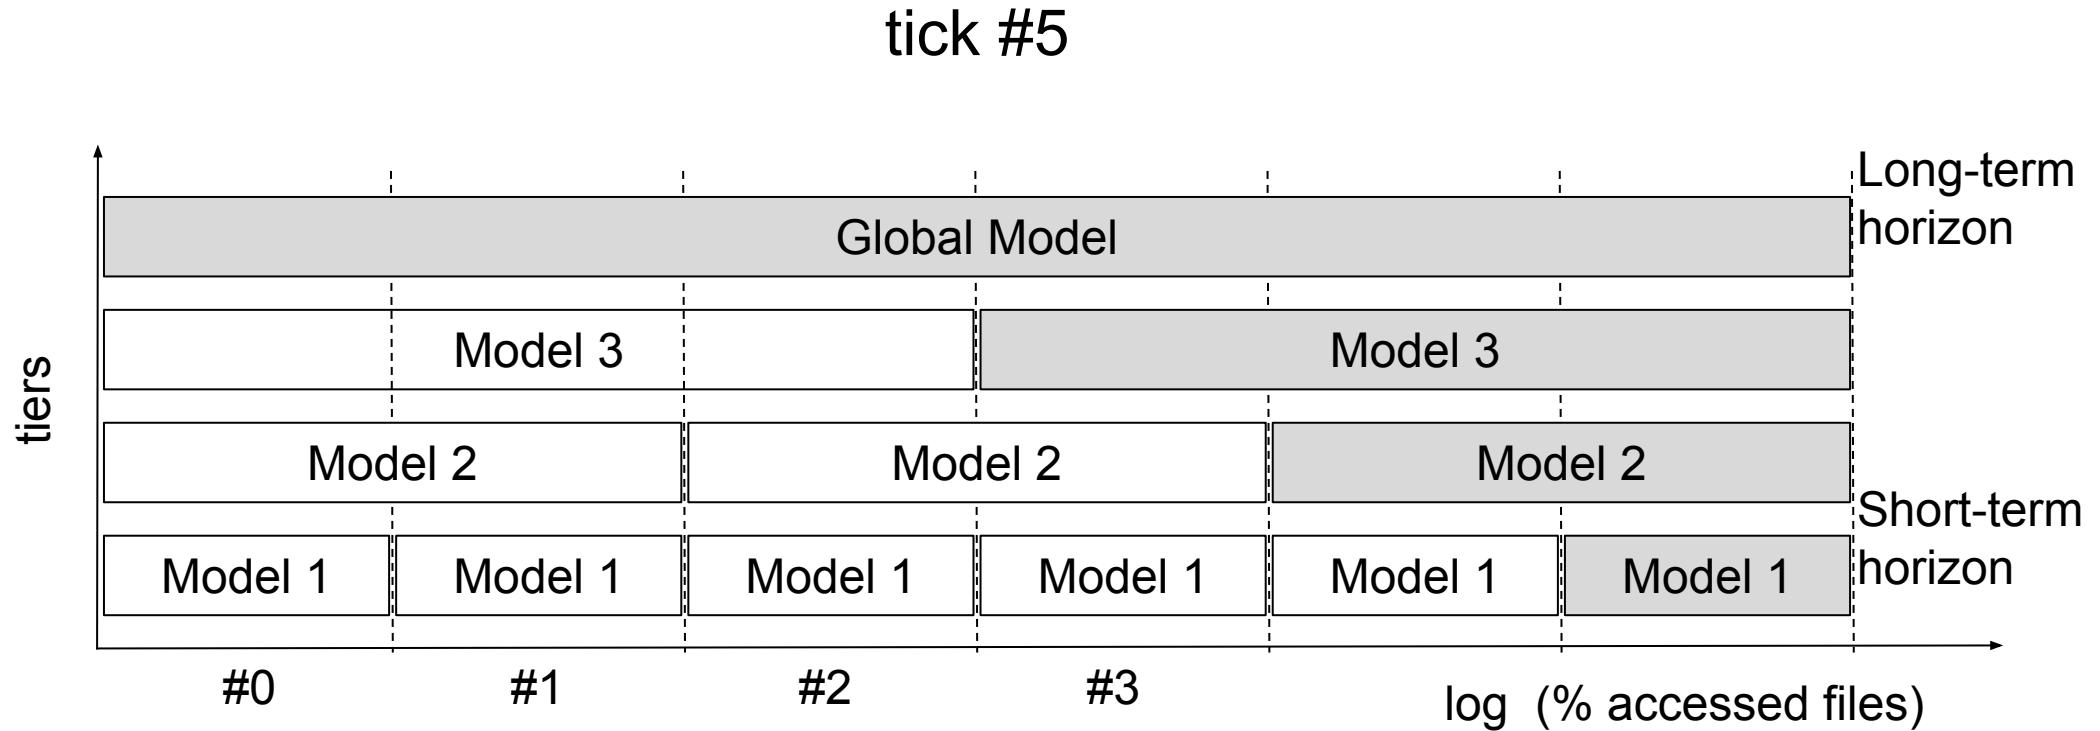 tick #5
Long-term
horizon
Global Model
Model 3
Model 3
tiers
Model 2
Model 2
Model 2
Short-term
horizon
Model 1
Model 1
Model 1
Model 1
Model 1
Model 1
#0
#1
#2
#3
log (% accessed files)